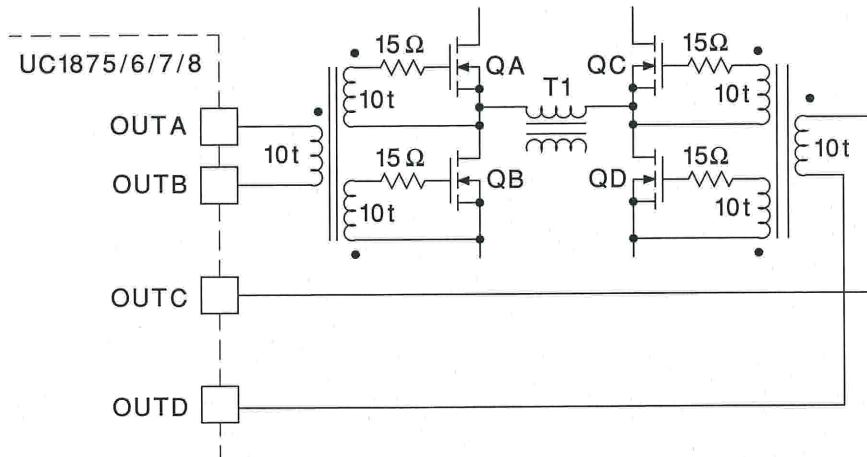 UC1875/6/7/8
15Ω
QA
T1
QC
15Ω
10t
10t
OUTA
10t
OUTB
15Ω
QB
QD
15Ω
10t
10t
10t
OUTC
OUTD